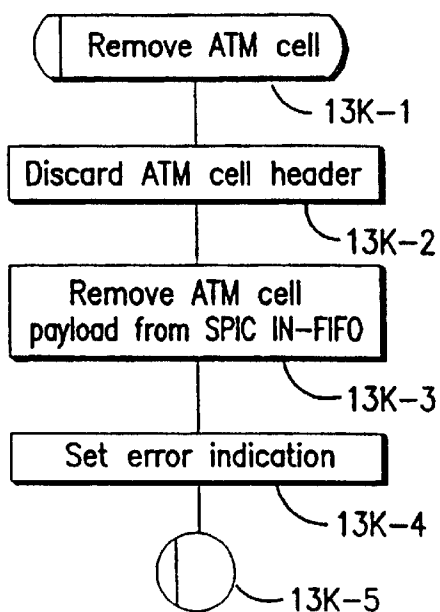 Remove ATM cell
13K-1
Discard ATM cell header
13K-2
Remove ATM cell
payload from SPIC IN-FIFO
13K-3
Set error indication
13K-4
13K-5